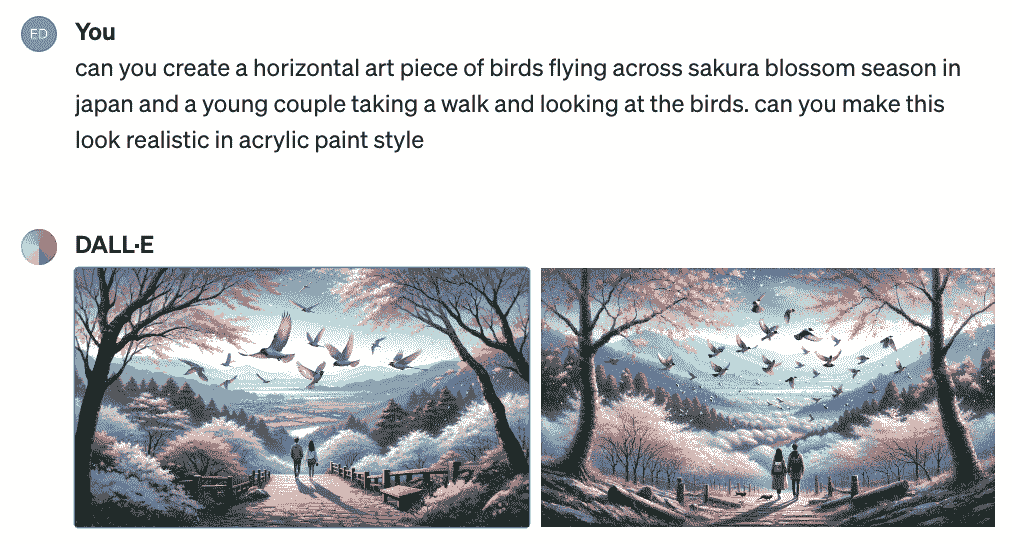 ED
You
can you create a horizontal art piece of birds flying across sakura blossom season in
japan and a young couple taking a walk and looking at the birds. can you make this
look realistic in acrylic paint style
DALL·E